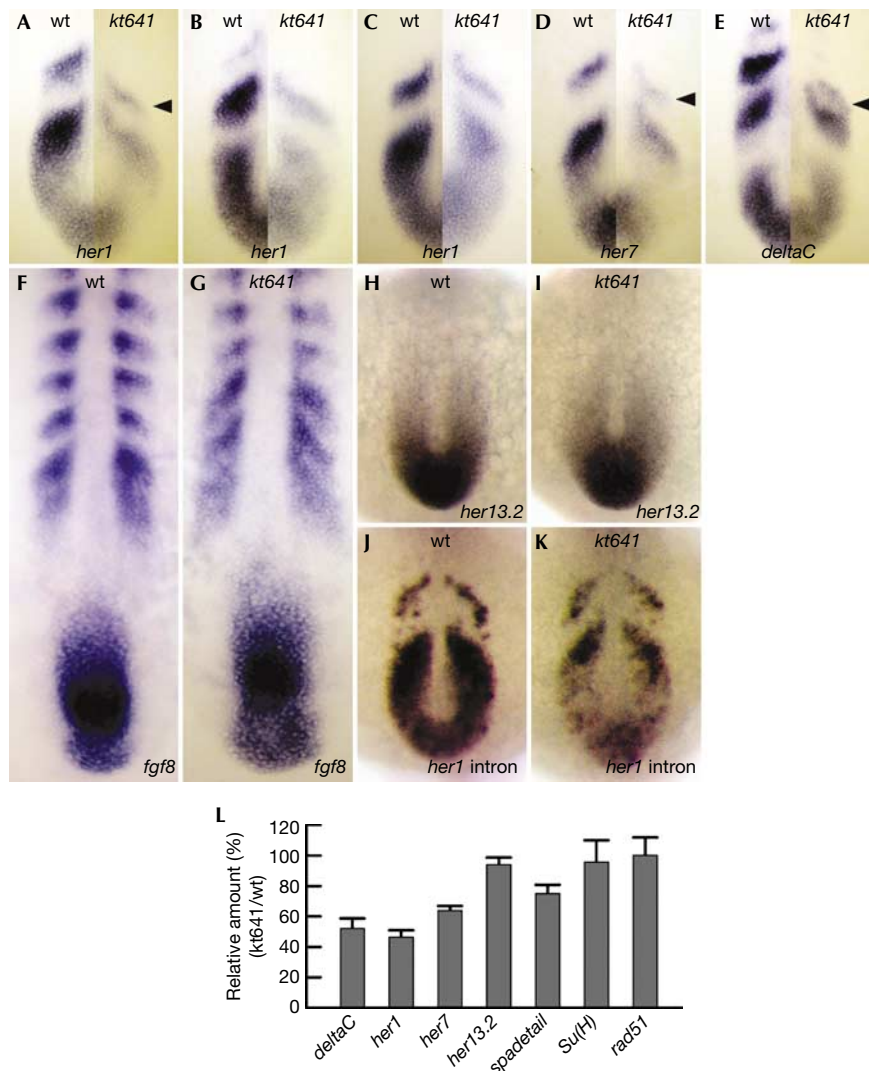 A wt kt641 B wt kt641 C wt kt641 D wt kt641 E wt kt641
her1 her1 her1 her7 deltaC
F wt G kt641 H wt I kt641
her13.2 her13.2
J wt K kt641
fgf8 fgf8 her1 intron her1 intron
L
120
100
80
60
40
20
0
Relative amount (%)
(kt641/wt)
deltaC her1 her7 her13.2 spadetail Su(H) rad51